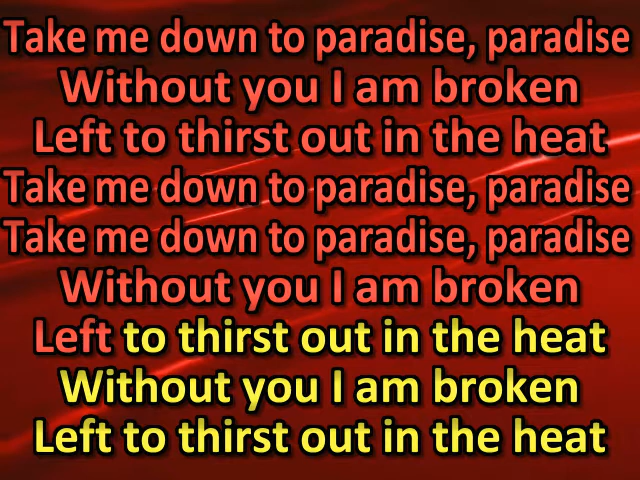 Take me down to paradise, paradise
Without you I am broken
Left to thirst out in the heat
Take me down to paradise, paradise
Take me down to paradise, paradise
Without you I am broken
Left to thirst out in the heat
Without you I am broken
Left to thirst out in the heat